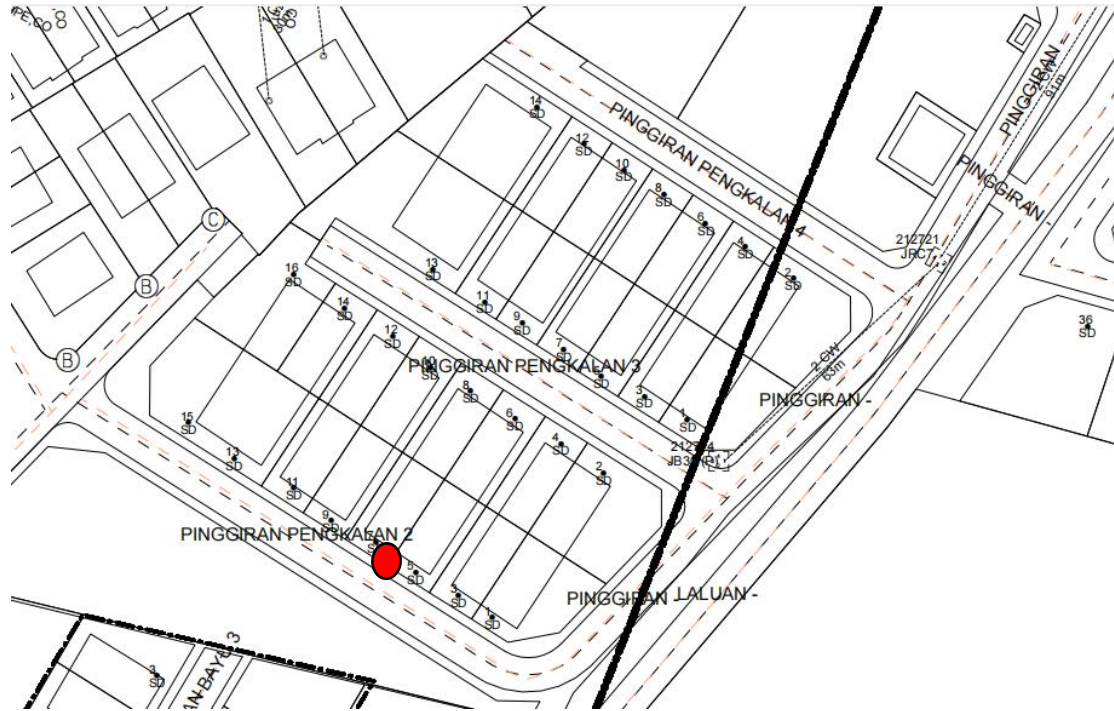 14
SD
12
SD
10
SD
8
SD
6
SD
4
SD
2
SD
PINGGIRAN PENGKALAN 4
PINGGIRAN -
91m
PINGGIRAN -
212721
JRC7
36
SD
C
B
B
13
SD
11
SD
9
SD
7
SD
SD
3
SD
1
SD
PINGGIRAN PENGKALAN 3
2 GW
63m
PINGGIRAN -
16
SD
14
SD
12
SD
10
SD
8
SD
6
SD
4
SD
2
SD
15
SD
13
SD
11
SD
9
SD
5
SD
3
SD
1
SD
PINGGIRAN PENGKALAN 2
PINGGIRAN -
LALUAN -
3
SD